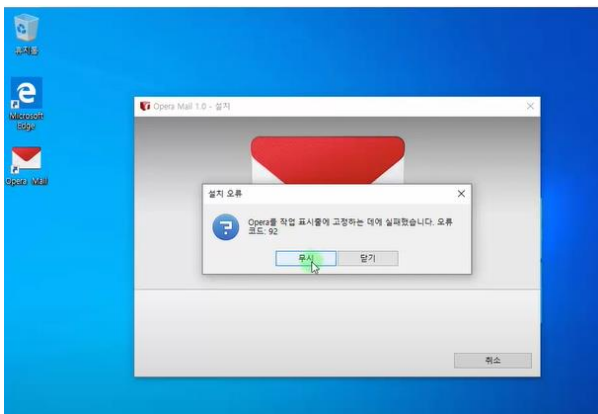 휴지통
Microsoft
Edge
Opera Mail
Opera Mail 1.0 - 설치
설치 오류
Opera를 작업 표시줄에 고정하는 데에 실패했습니다. 오류
코드: 92
무시
닫기
취소